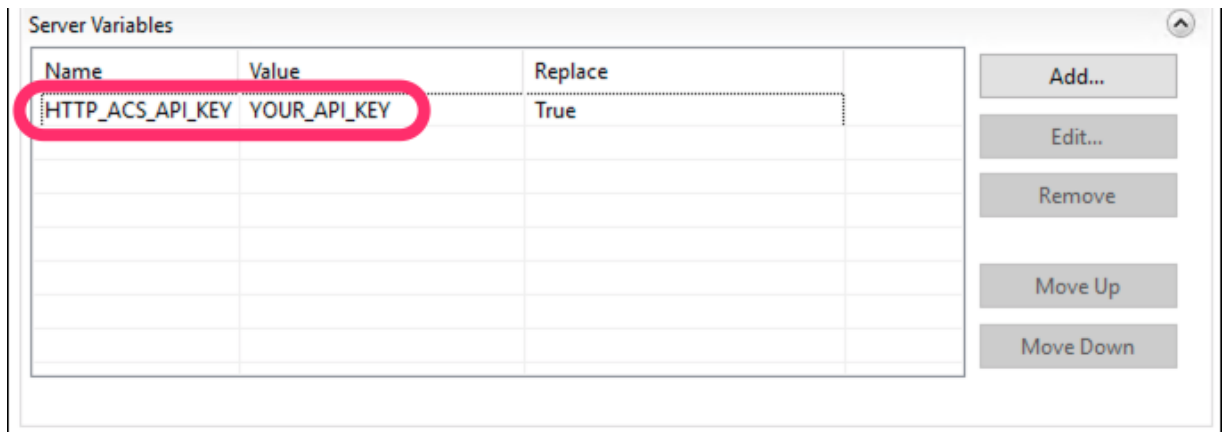 Server Variables
Name Value Replace
HTTP_ACS_API_KEY YOUR_API_KEY True
Add...
Edit...
Remove
Move Up
Move Down